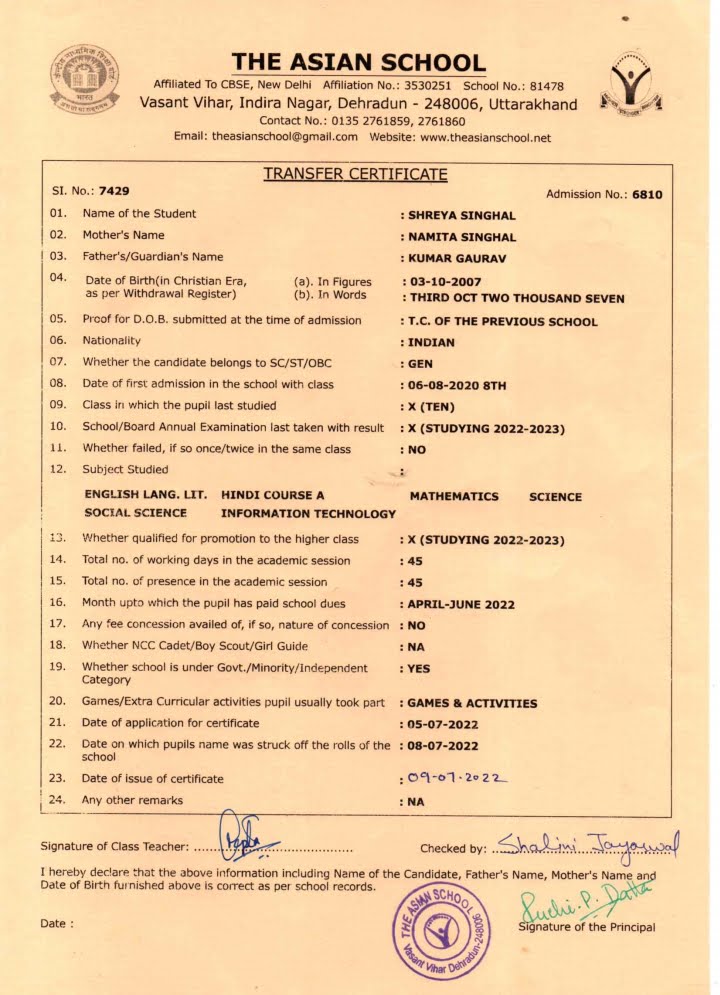 THE ASIAN SCHOOL
Affiliated To CBSE, New Delhi Affiliation No.: 3530251 School No.: 81478
Vasant Vihar, Indira Nagar, Dehradun - 248006, Uttarakhand
Contact No.: 0135 2761859, 2761860
Email: theasianschool@gmail.com Website: www.theasianschool.net
भारत
TRANSFER CERTIFICATE
SI. No.: 7429 Admission No.: 6810
01. Name of the Student : SHREYA SINGHAL
02. Mother's Name : NAMITA SINGHAL
03. Father's/Guardian's Name : KUMAR GAURAV
04. Date of Birth(in Christian Era, (a). In Figures : 03-10-2007
as per Withdrawal Register) (b). In Words : THIRD OCT TWO THOUSAND SEVEN
05. Proof for D.O.B. submitted at the time of admission : T.C. OF THE PREVIOUS SCHOOL
06. Nationality : INDIAN
07. Whether the candidate belongs to SC/ST/OBC : GEN
08. Date of first admission in the school with class : 06-08-2020 8TH
09. Class in which the pupil last studied : X (TEN)
10. School/Board Annual Examination last taken with result : X (STUDYING 2022-2023)
11. Whether failed, if so once/twice in the same class : NO
12. Subject Studied :
ENGLISH LANG. LIT. HINDI COURSE A MATHEMATICS SCIENCE
SOCIAL SCIENCE INFORMATION TECHNOLOGY
13. Whether qualified for promotion to the higher class : X (STUDYING 2022-2023)
14. Total no. of working days in the academic session : 45
15. Total no. of presence in the academic session : 45
16. Month upto which the pupil has paid school dues : APRIL-JUNE 2022
17. Any fee concession availed of, if so, nature of concession : NO
18. Whether NCC Cadet/Boy Scout/Girl Guide : NA
19. Whether school is under Govt./Minority/Independent : YES
Category
20. Games/Extra Curricular activities pupil usually took part : GAMES & ACTIVITIES
21. Date of application for certificate : 05-07-2022
22. Date on which pupils name was struck off the rolls of the : 08-07-2022
school
23. Date of issue of certificate : 09-07-2022
24. Any other remarks : NA
Signature of Class Teacher: .............................. Checked by: Shalini Jayaswal
I hereby declare that the above information including Name of the Candidate, Father's Name, Mother's Name and
Date of Birth furnished above is correct as per school records.
THE ASIAN SCHOOL
Vasant Vihar Dehradun-248006
Ruchi. P. Datta
Date : Signature of the Principal